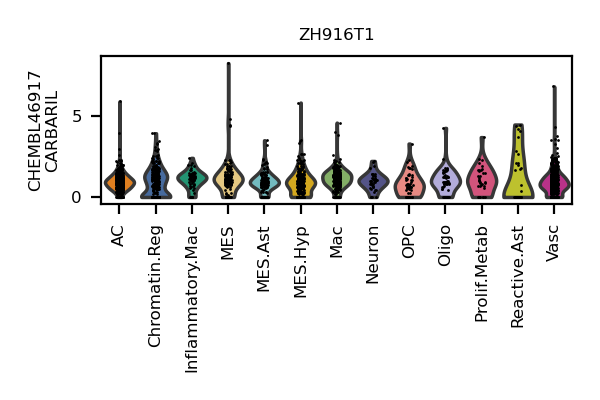 ZH916T1
CHEMBL46917
CARBARIL
5
0
AC
Chromatin.Reg
Inflammatory.Mac
MES
MES.Ast
MES.Hyp
Mac
Neuron
OPC
Oligo
Prolif.Metab
Reactive.Ast
Vasc